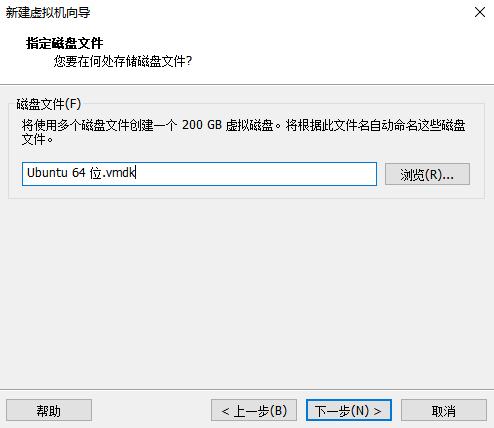 新建虚拟机向导
指定磁盘文件
您要在何处存储磁盘文件?
磁盘文件(F)
将使用多个磁盘文件创建一个 200 GB 虚拟磁盘。将根据此文件名自动命名这些磁盘
文件。
Ubuntu 64 位.vmdk
浏览(R)...
帮助
< 上一步(B)
下一步(N) >
取消